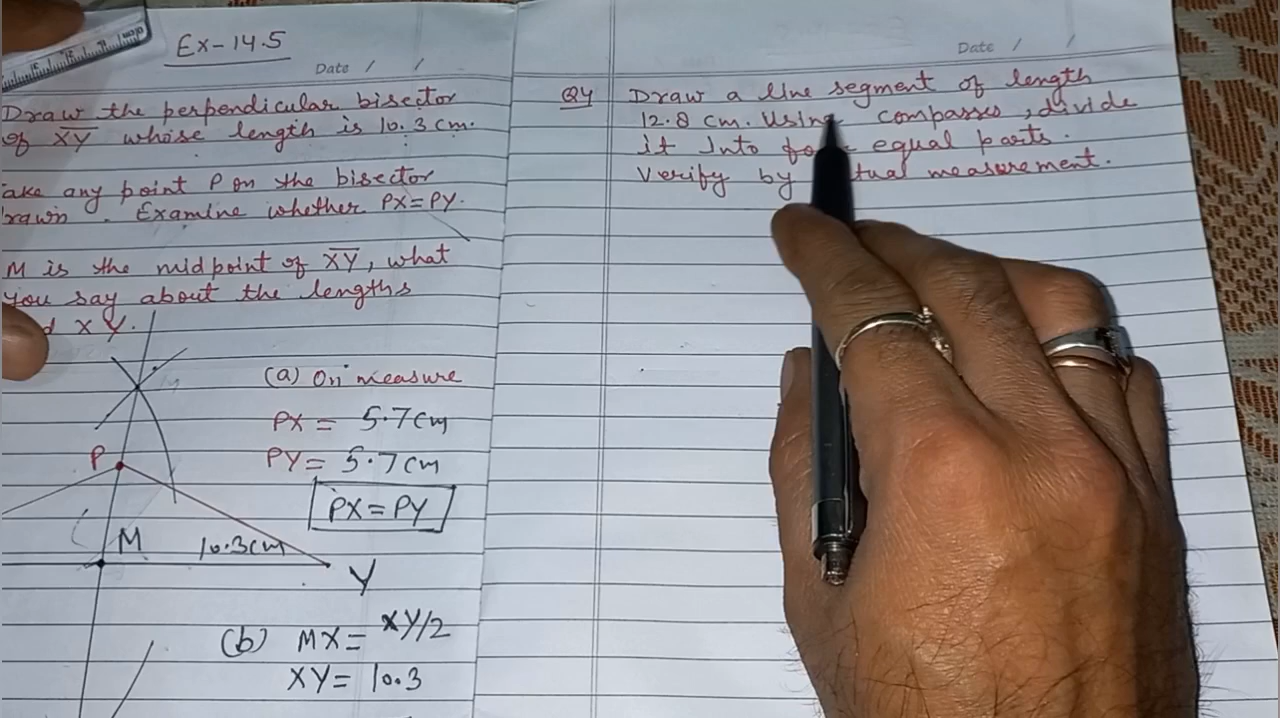 Ex-14.5
Date / /
Draw the perpendicular bisector
of XY whose length is 10.3 cm.
ake any point P on the bisector
rawn. Examine whether PX=PY.
M is the midpoint of XY, what
you say about the lengths
XY.
(a) On measure
PX = 5.7cm
P
PY= 5.7cm
PX=PY
M
10.3cm
Y
(b) MX= XY/2
XY= 10.3
Date / /
Q4 Draw a line segment of length
12.8 cm. Using compasses, divide
it into equal parts.
Verify by measurement.